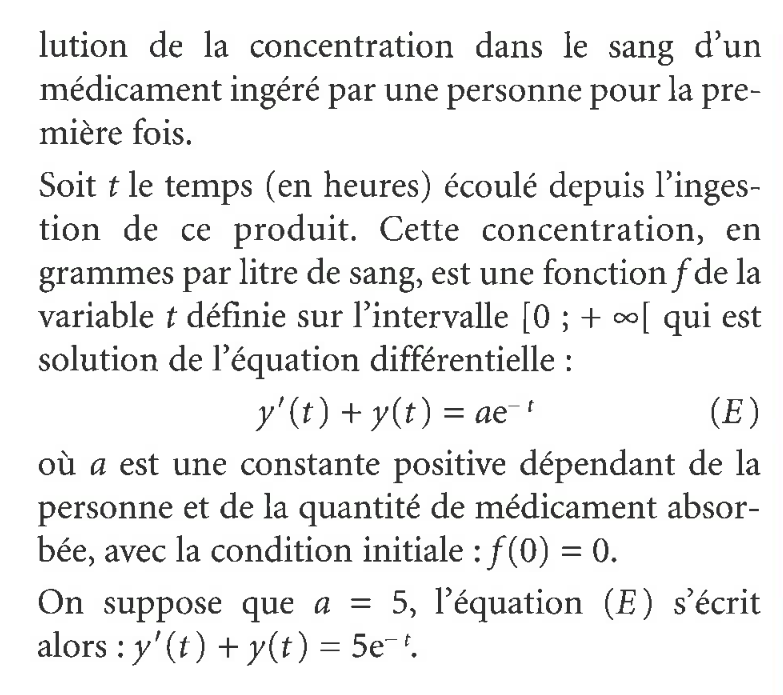 lution de la concentration dans le sang d'un
médicament ingéré par une personne pour la pre-
mière fois.
Soit t le temps (en heures) écoulé depuis l'inges-
tion de ce produit. Cette concentration, en
grammes par litre de sang, est une fonction f de la
variable t définie sur l'intervalle [0 ; + ∞[ qui est
solution de l'équation différentielle :
y′(t) + y(t) = ae⁻ᵗ (E)
où a est une constante positive dépendant de la
personne et de la quantité de médicament absor-
bée, avec la condition initiale : f(0) = 0.
On suppose que a = 5, l'équation (E) s'écrit
alors : y′(t) + y(t) = 5e⁻ᵗ.